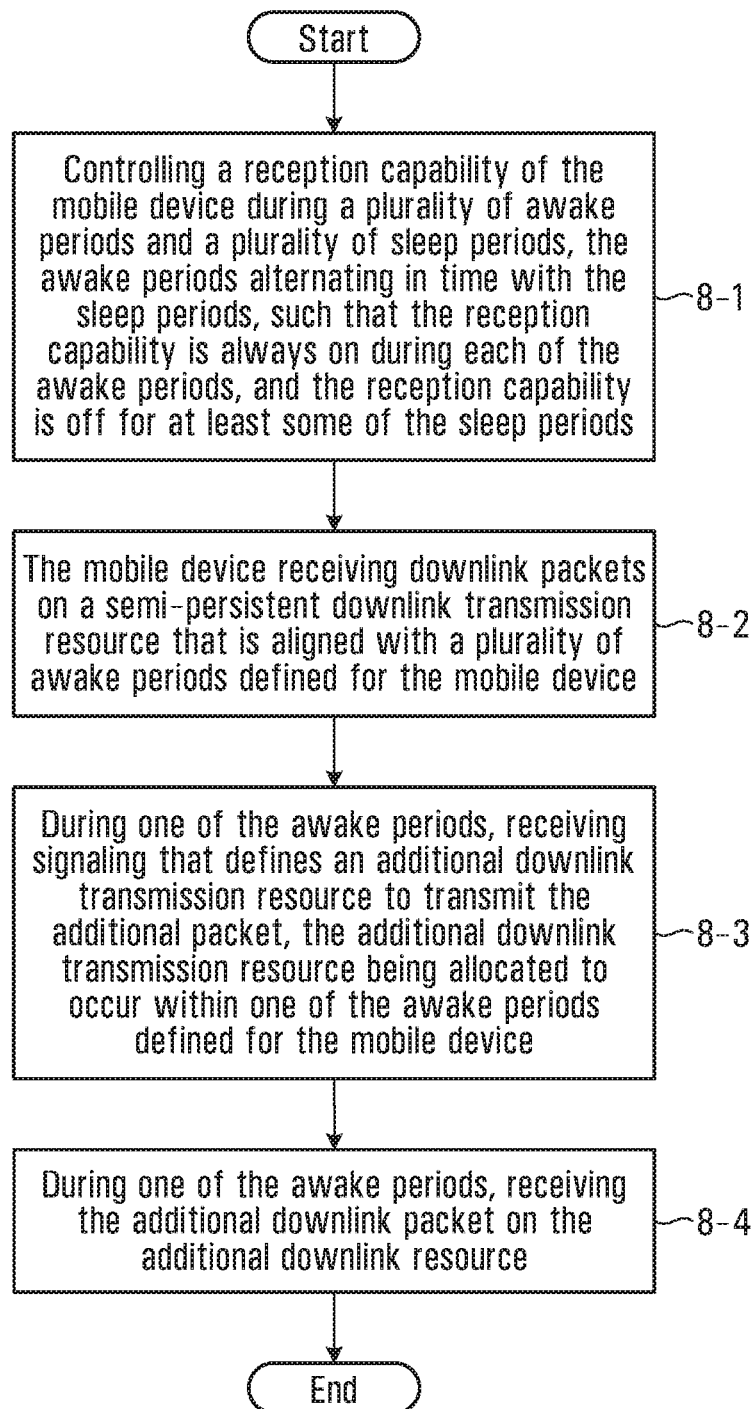 Start
Controlling a reception capability of the
mobile device during a plurality of awake
periods and a plurality of sleep periods, the
awake periods alternating in time with the
sleep periods, such that the reception
capability is always on during each of the
awake periods, and the reception capability
is off for at least some of the sleep periods
8-1
The mobile device receiving downlink packets
on a semi-persistent downlink transmission
resource that is aligned with a plurality of
awake periods defined for the mobile device
8-2
During one of the awake periods, receiving
signaling that defines an additional downlink
transmission resource to transmit the
additional packet, the additional downlink
transmission resource being allocated to
occur within one of the awake periods
defined for the mobile device
8-3
During one of the awake periods, receiving
the additional downlink packet on the
additional downlink resource
8-4
End